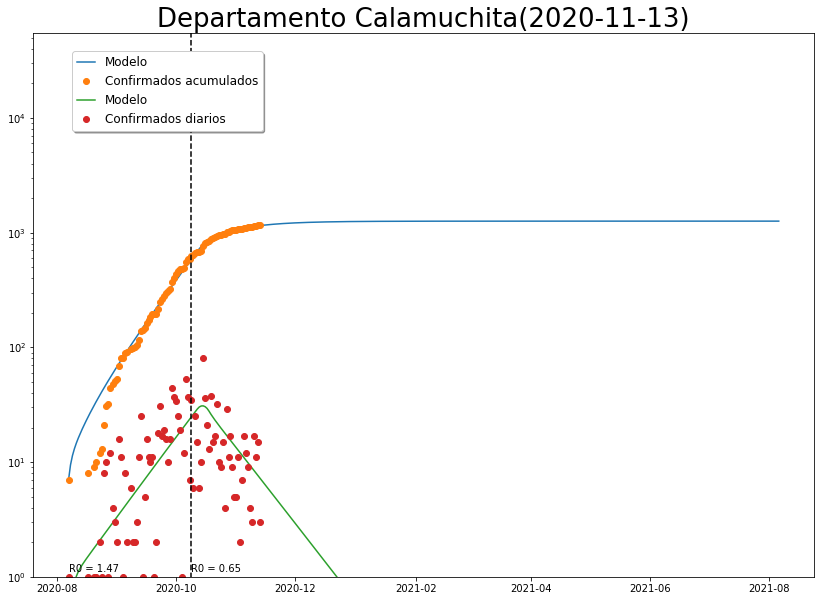 Departamento Calamuchita(2020-11-13)
Modelo
Confirmados acumulados
Modelo
Confirmados diarios
10⁴
10³
10²
10¹
10⁰
R0 = 1.47 R0 = 0.65
2020-08 2020-10 2020-12 2021-02 2021-04 2021-06 2021-08